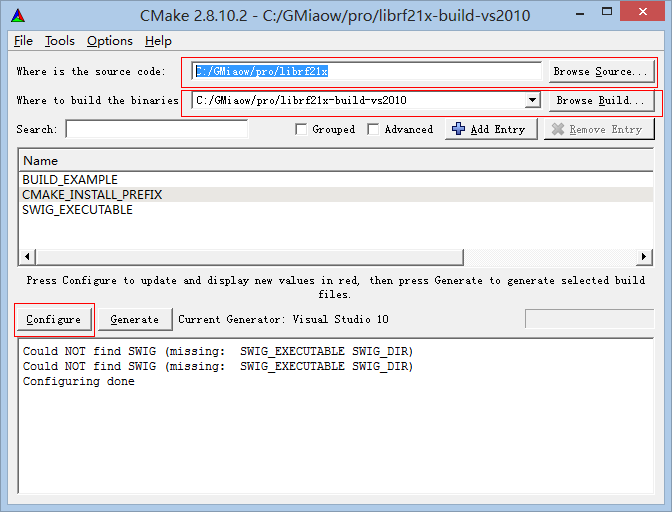 CMake 2.8.10.2 - C:/GMiaow/pro/librf21x-build-vs2010
File Tools Options Help
Where is the source code: C:/GMiaow/pro/librf21x Browse Source...
Where to build the binaries C:/GMiaow/pro/librf21x-build-vs2010 Browse Build...
Search: Grouped Advanced Add Entry Remove Entry
Name
BUILD_EXAMPLE
CMAKE_INSTALL_PREFIX
SWIG_EXECUTABLE
Press Configure to update and display new values in red, then press Generate to generate selected build
files.
Configure Generate Current Generator: Visual Studio 10
Could NOT find SWIG (missing:  SWIG_EXECUTABLE SWIG_DIR)
Could NOT find SWIG (missing:  SWIG_EXECUTABLE SWIG_DIR)
Configuring done